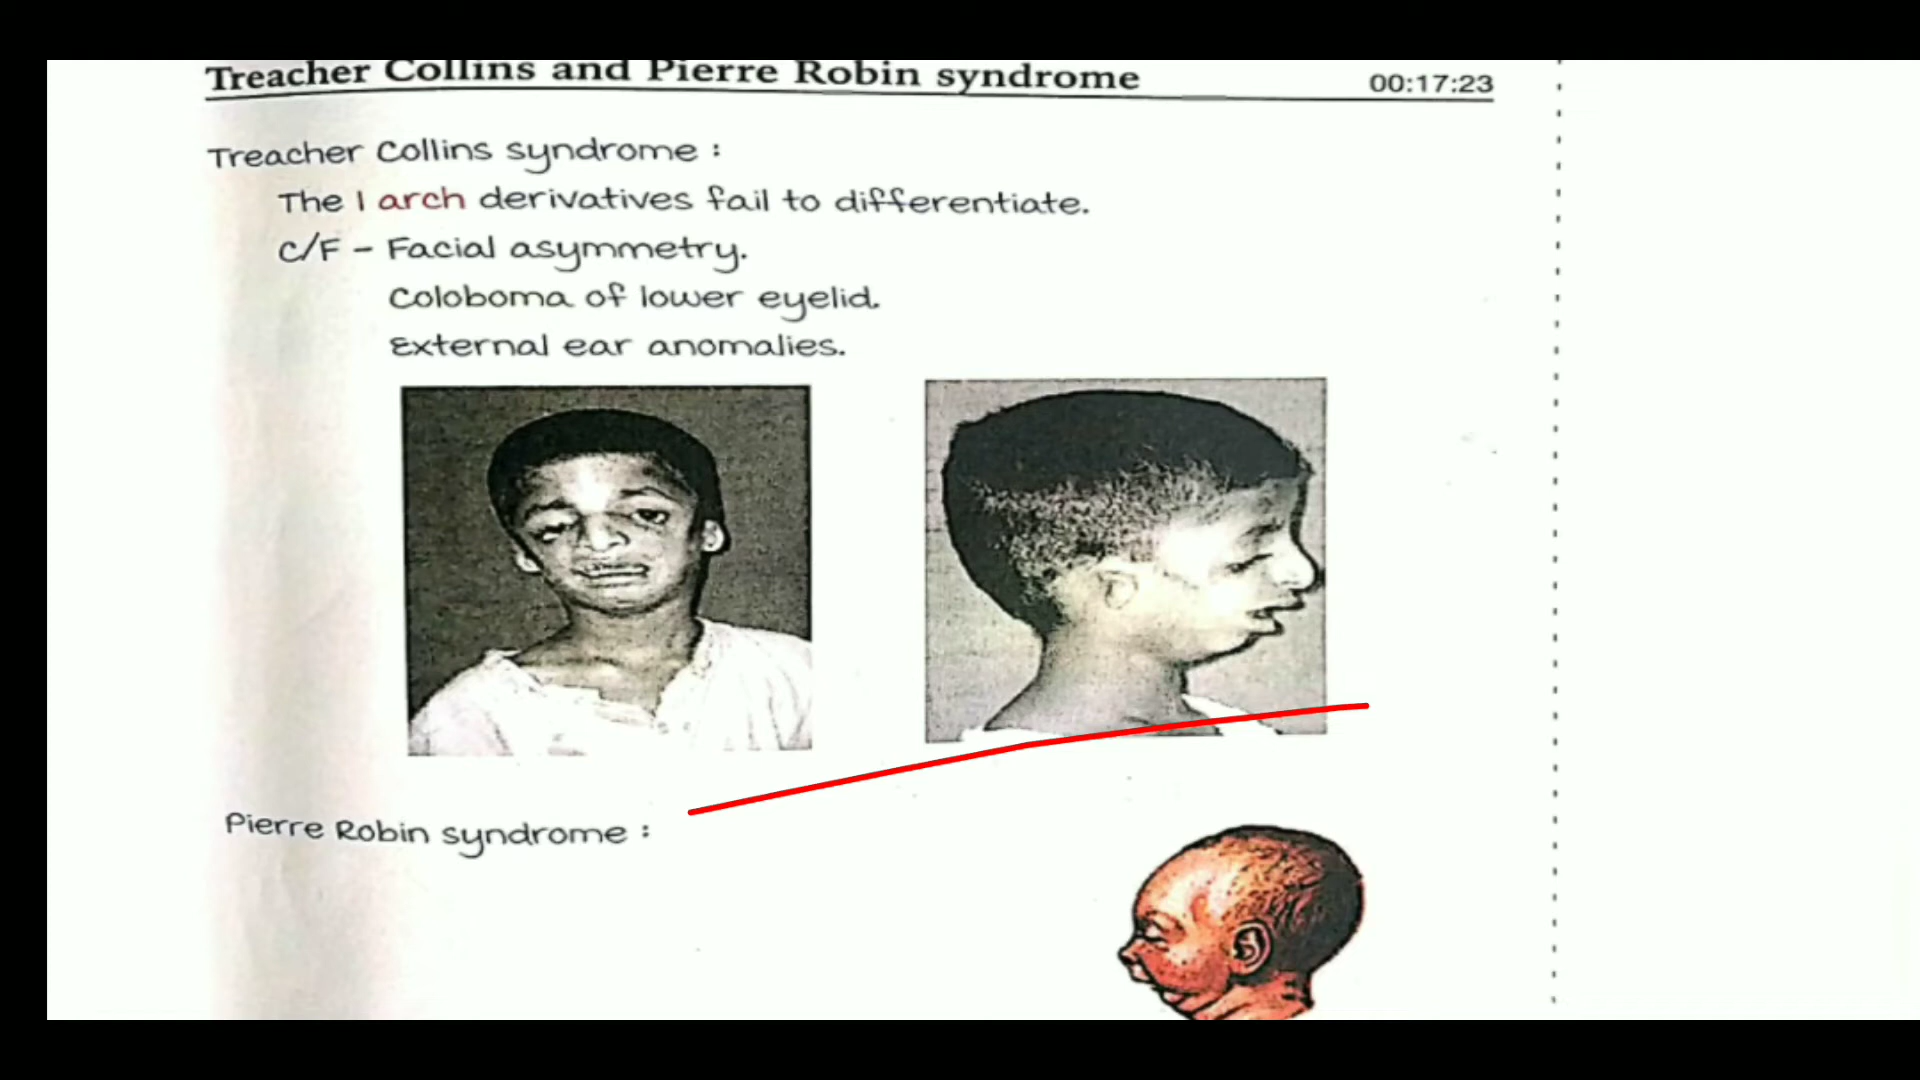 Treacher Collins and Pierre Robin syndrome 00:17:23
Treacher Collins syndrome :
The I arch derivatives fail to differentiate.
C/F - Facial asymmetry.
Coloboma of lower eyelid.
External ear anomalies.
Pierre Robin syndrome :